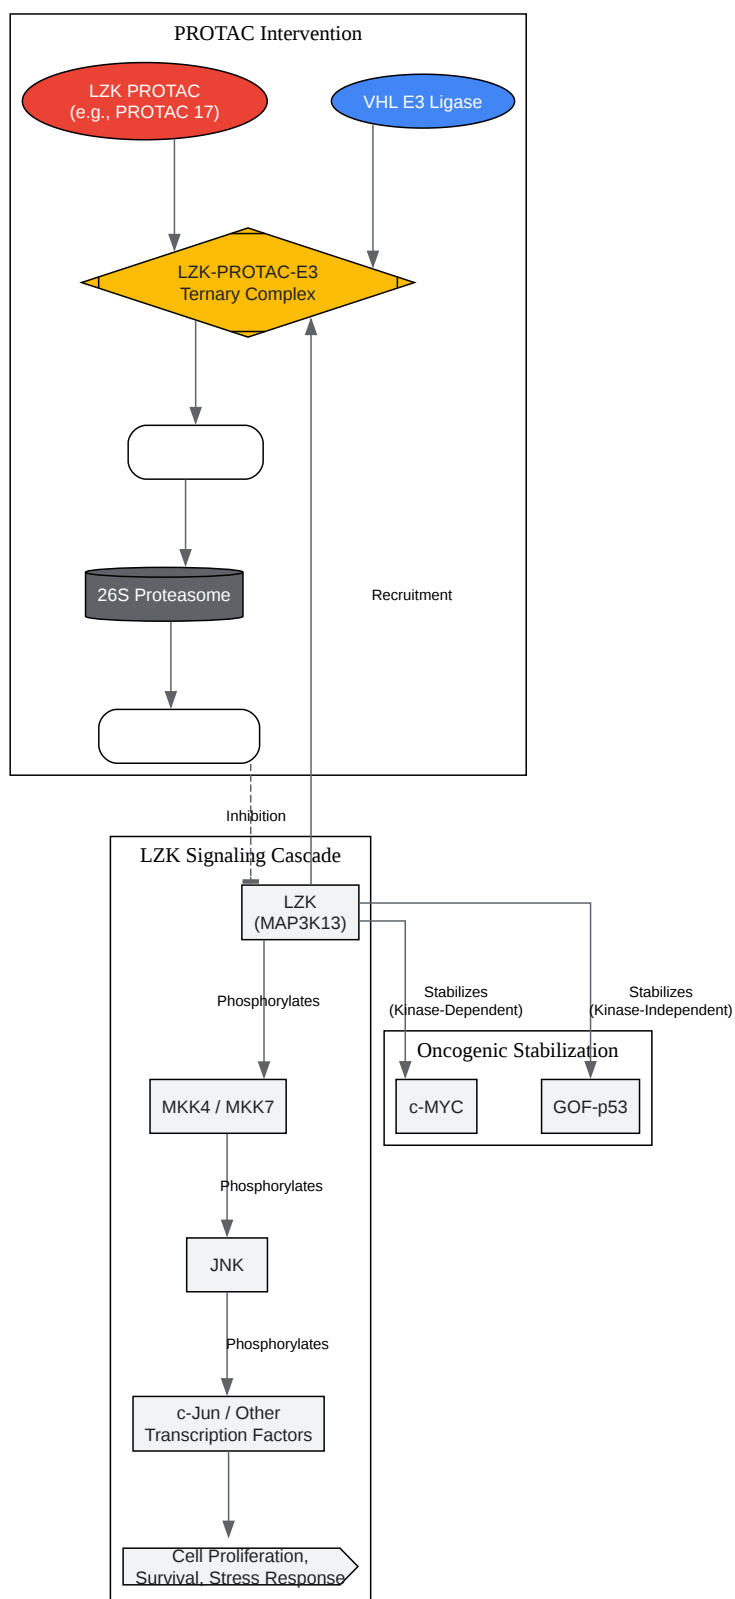 PROTAC Intervention
LZK PROTAC
(e.g., PROTAC 17)
VHL E3 Ligase
LZK-PROTAC-E3
Ternary Complex
26S Proteasome
Recruitment
Inhibition
LZK Signaling Cascade
LZK
(MAP3K13)
Phosphorylates
Stabilizes
(Kinase-Dependent)
Stabilizes
(Kinase-Independent)
Oncogenic Stabilization
MKK4 / MKK7
c-MYC
GOF-p53
Phosphorylates
JNK
Phosphorylates
c-Jun / Other
Transcription Factors
Cell Proliferation,
Survival, Stress Response